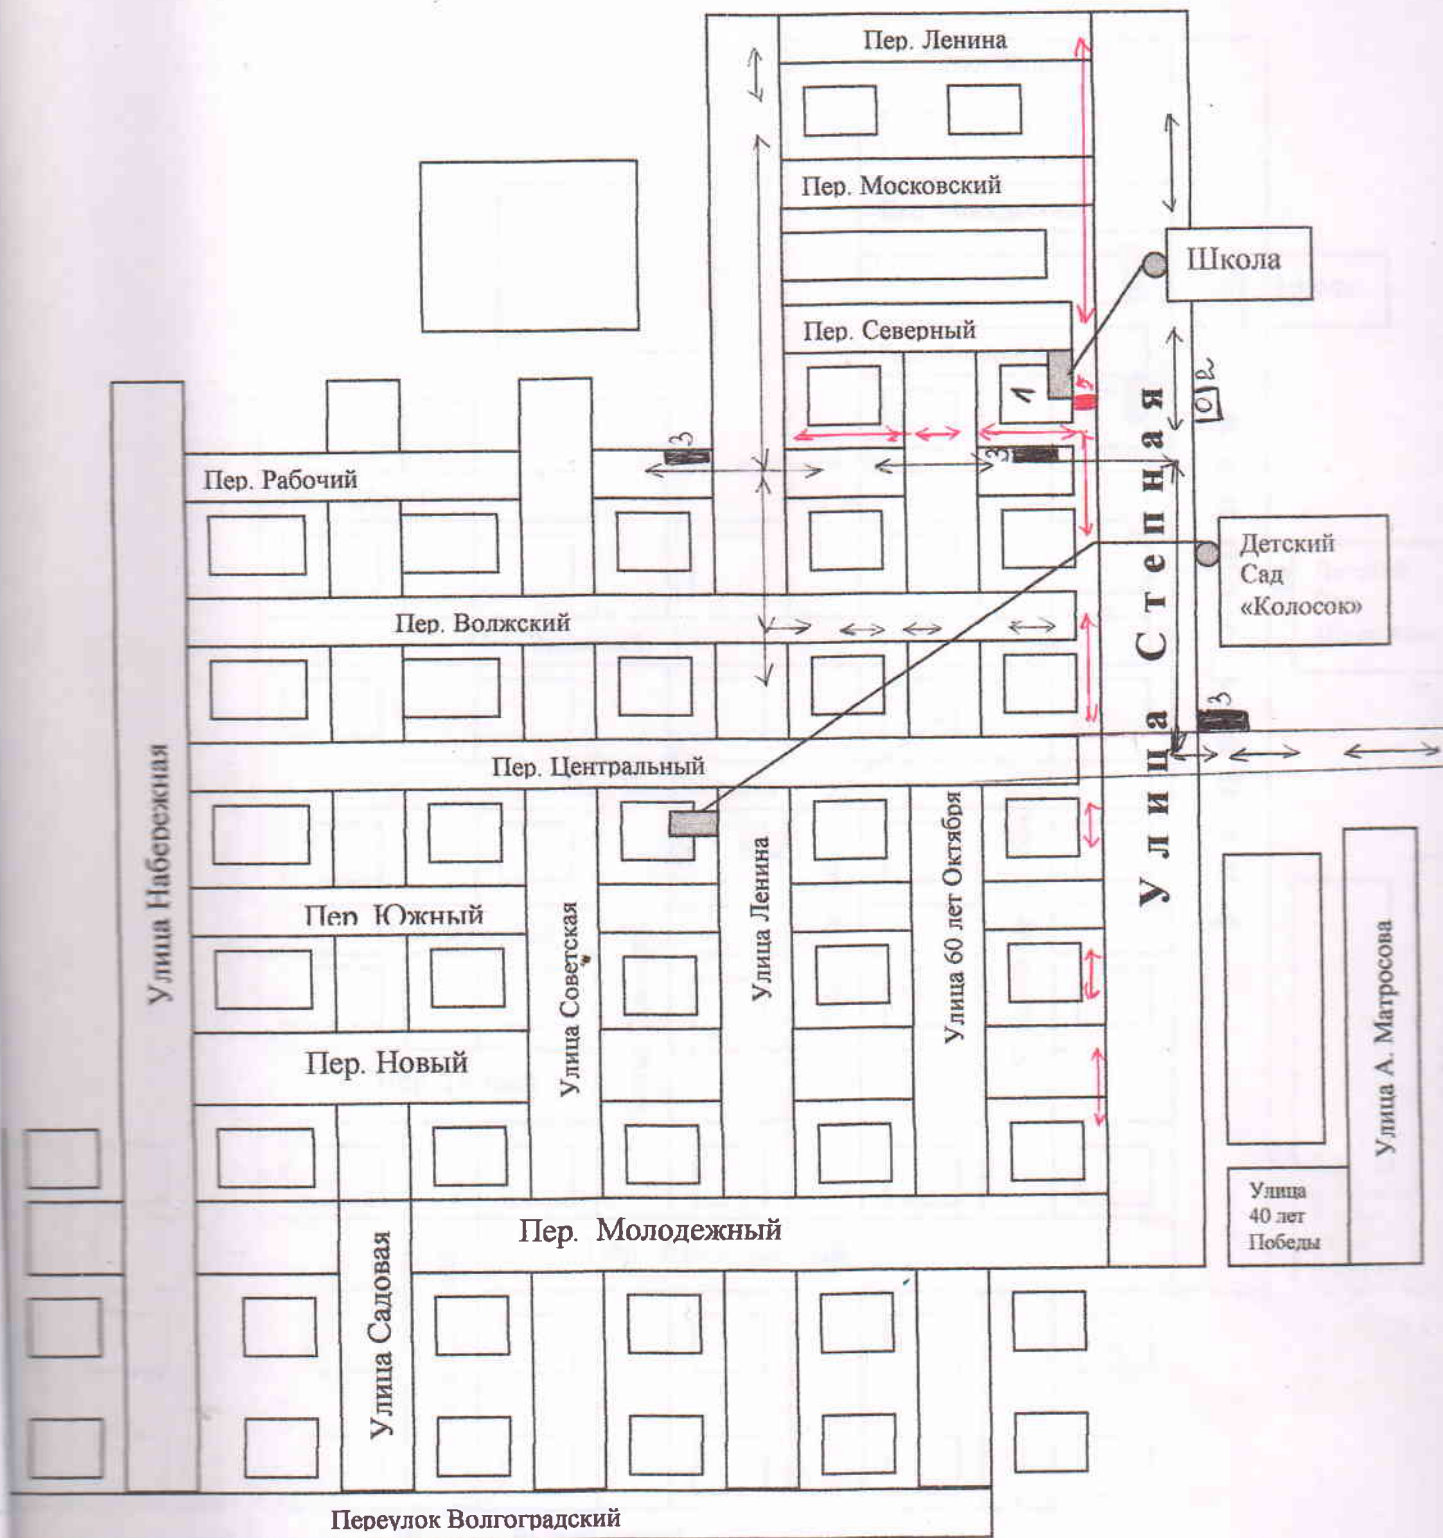 Пер. Ленина
Пер. Московский
Школа
Пер. Северный
1
5
2
0
3
3
Пер. Рабочий
Детский
Сад
«Колосок»
Пер. Волжский
3
Улица Степная
Пер. Центральный
Улица Набережная
Улица Ленина
Улица 60 лет Октября
Пер. Южный
Улица Советская
Улица А. Матросова
Пер. Новый
Улица
40 лет
Победы
Пер. Молодежный
Улица Садовая
Переулок Волгоградский